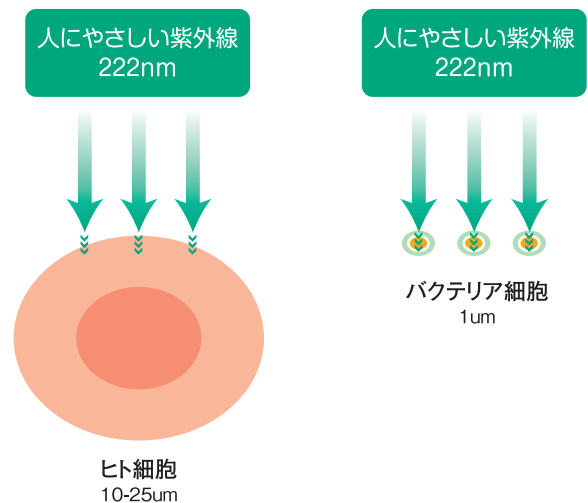 人にやさしい紫外線
222nm
人にやさしい紫外線
222nm
バクテリア細胞
1um
ヒト細胞
10-25um